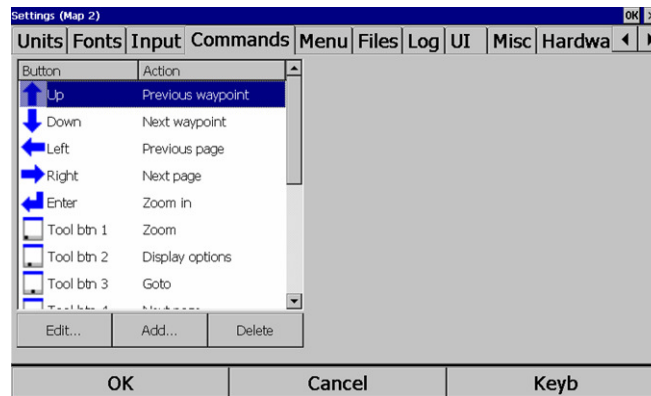 Settings (Map 2) OK
Units Fonts Input Commands Menu Files Log UI Misc Hardwa
Button Action
Up Previous waypoint
Down Next waypoint
Left Previous page
Right Next page
Enter Zoom in
Tool btn 1 Zoom
Tool btn 2 Display options
Tool btn 3 Goto
Edit... Add... Delete
OK Cancel Keyb